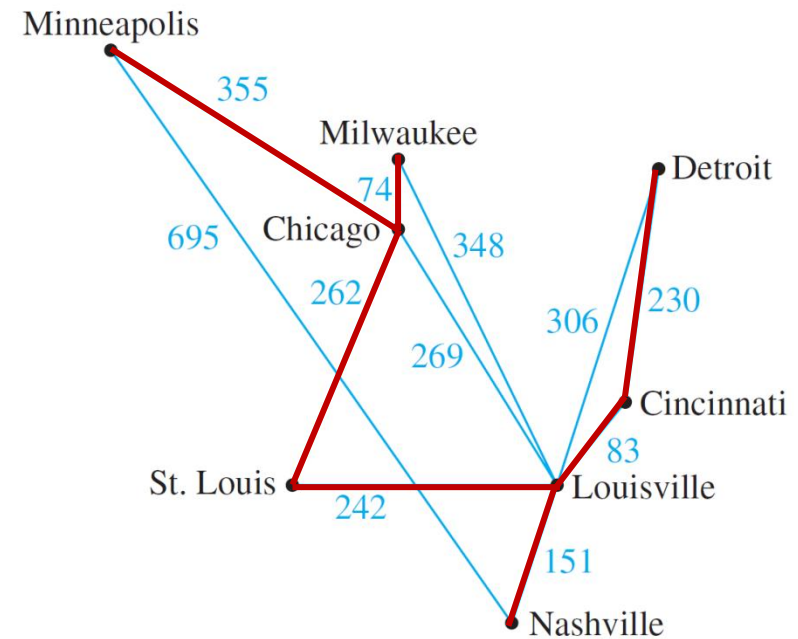 Minneapolis
355
Milwaukee
Detroit
74
Chicago
695
348
262
230
306
269
Cincinnati
83
St. Louis
Louisville
242
151
Nashville